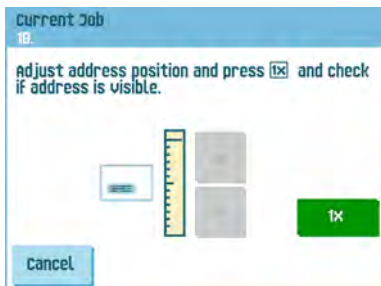 Current Job
18.
Adjust address position and press 1x and check
if address is visible.
1x
Cancel